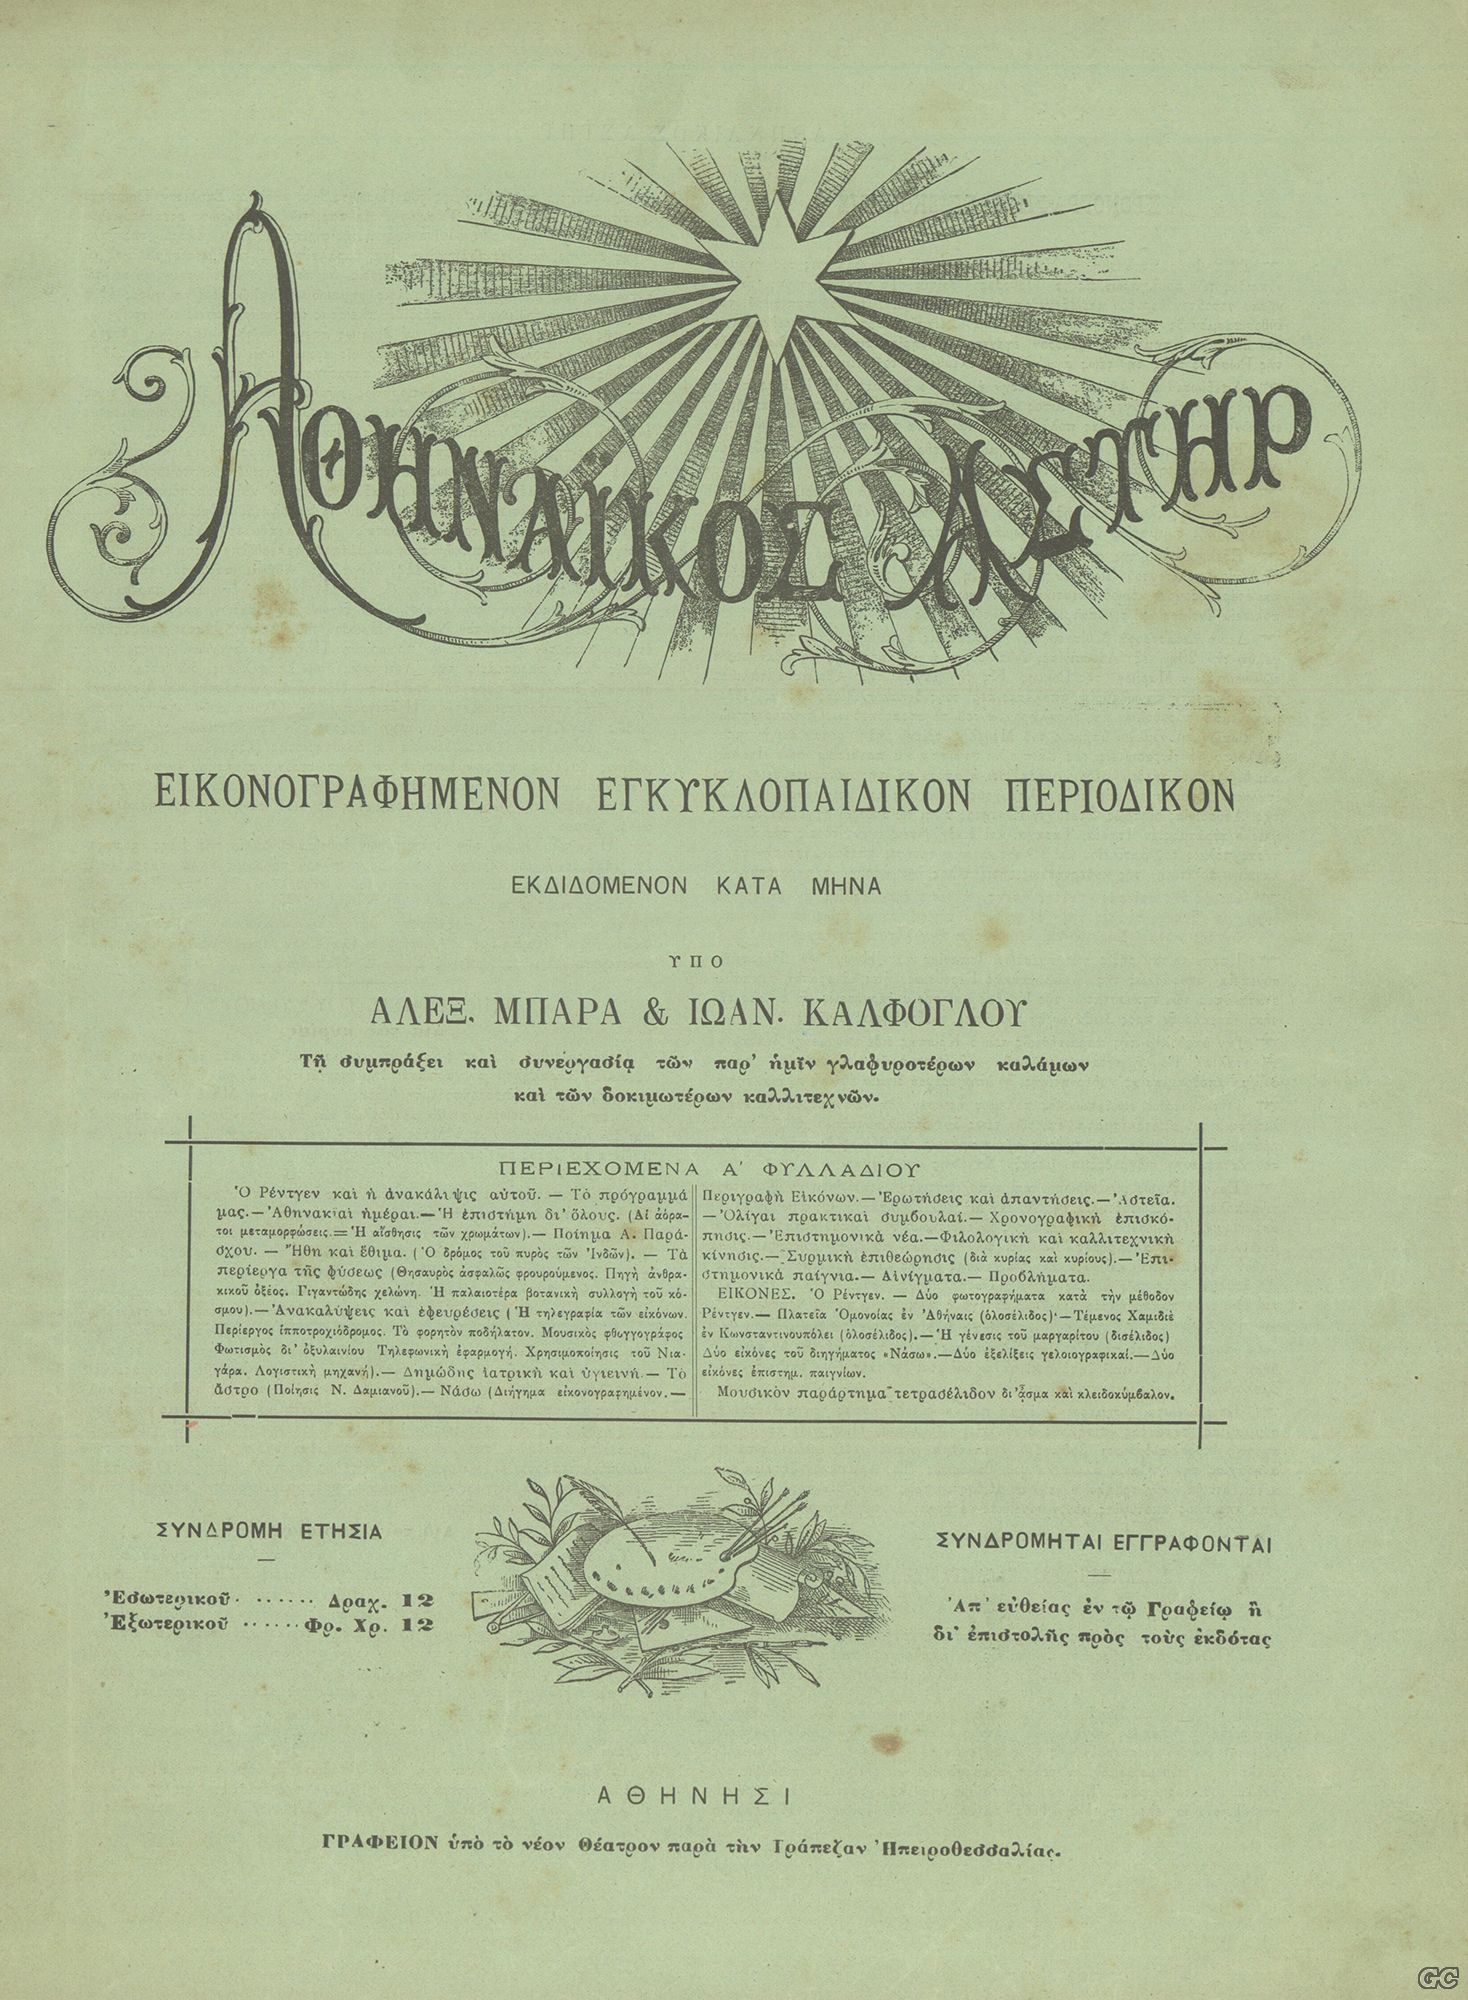 ΑΘΗΝΑΪΚΟΣ ΑΣΤΗΡ
ΕΙΚΟΝΟΓΡΑΦΗΜΕΝΟΝ ΕΓΚΥΚΛΟΠΑΙΔΙΚΟΝ ΠΕΡΙΟΔΙΚΟΝ
ΕΚΔΙΔΟΜΕΝΟΝ ΚΑΤΑ ΜΗΝΑ
ΥΠΟ
ΑΛΕΞ. ΜΠΑΡΑ & ΙΩΑΝ. ΚΑΛΦΟΓΛΟΥ
Τῇ συμπράξει καὶ συνεργασίᾳ τῶν παρ' ἡμῖν γλαφυροτέρων καλάμων
καὶ τῶν δοκιμωτέρων καλλιτεχνῶν.
ΠΕΡΙΕΧΟΜΕΝΑ Α' ΦΥΛΛΑΔΙΟΥ
Ὁ Ρέντγεν καὶ ἡ ἀνακάλυψις αὐτοῦ. — Τὸ πρόγραμμά
μας.— Ἀθηναϊκαὶ ἡμέραι.— Ἡ ἐπιστήμη δι' ὅλους. (Αἱ ἀόρα-
τοι μεταμορφώσεις.= Ἡ αἴσθησις τῶν χρωμάτων).— Ποίημα Α. Παρά-
σχου. — Ἤθη καὶ ἔθιμα. (Ὁ δρόμος τοῦ πυρὸς τῶν Ἰνδῶν). — Τὰ
περίεργα τῆς φύσεως (Θησαυρὸς ἀσφαλῶς φρουρούμενος. Πηγὴ ἀνθρα-
κικοῦ ὀξέος. Γιγαντώδης χελώνη. Ἡ παλαιοτέρα βοτανικὴ συλλογὴ τοῦ κό-
σμου).— Ἀνακαλύψεις καὶ ἐφευρέσεις (Ἡ τηλεγραφία τῶν εἰκόνων.
Περίεργος ἱπποτροχιόδρομος. Τὸ φορητὸν ποδήλατον. Μουσικὸς φθογγογράφος
Φωτισμὸς δι' ὀξυλαινίου Τηλεφωνικὴ ἐφαρμογή. Χρησιμοποίησις τοῦ Νια-
γάρα. Λογιστικὴ μηχανή).— Δημώδης ἰατρικὴ καὶ ὑγιεινή.— Τὸ
ἄστρο (Ποίησις Ν. Δαμιανοῦ).— Νάσω (Διήγημα εἰκονογραφημένον.—
Περιγραφὴ Εἰκόνων.— Ἐρωτήσεις καὶ ἀπαντήσεις.— Ἀστεῖα.
— Ὀλίγαι πρακτικαὶ συμβουλαί.— Χρονογραφικὴ ἐπισκό-
πησις.— Ἐπιστημονικὰ νέα.— Φιλολογικὴ καὶ καλλιτεχνικὴ
κίνησις.— Συρμικὴ ἐπιθεώρησις (διὰ κυρίας καὶ κυρίους).— Ἐπι-
στημονικὰ παίγνια.— Αἰνίγματα.— Προβλήματα.
ΕΙΚΟΝΕΣ. Ὁ Ρέντγεν. — Δύο φωτογραφήματα κατὰ τὴν μέθοδον
Ρέντγεν.— Πλατεῖα Ὁμονοίας ἐν Ἀθήναις (ὁλοσέλιδος)·— Τέμενος Χαμιδιὲ
ἐν Κωνσταντινουπόλει (ὁλοσέλιδος).— Ἡ γένεσις τοῦ μαργαρίτου (δισέλιδος)
Δύο εἰκόνες τοῦ διηγήματος «Νάσω».— Δύο ἐξελίξεις γελοιογραφικαί.— Δύο
εἰκόνες ἐπιστημ. παιγνίων.
Μουσικὸν παράρτημα τετρασέλιδον δι' ᾆσμα καὶ κλειδοκύμβαλον.
ΣΥΝΔΡΟΜΗ ΕΤΗΣΙΑ
Ἐσωτερικοῦ ....... Δραχ. 12
Ἐξωτερικοῦ ...... Φρ. Χρ. 12
ΣΥΝΔΡΟΜΗΤΑΙ ΕΓΓΡΑΦΟΝΤΑΙ
Ἀπ' εὐθείας ἐν τῷ Γραφείῳ ἢ
δι' ἐπιστολῆς πρὸς τοὺς ἐκδότας
ΑΘΗΝΗΣΙ
ΓΡΑΦΕΙΟΝ ὑπὸ τὸ νέον Θέατρον παρὰ τὴν Τράπεζαν Ἠπειροθεσσαλίας.
GC